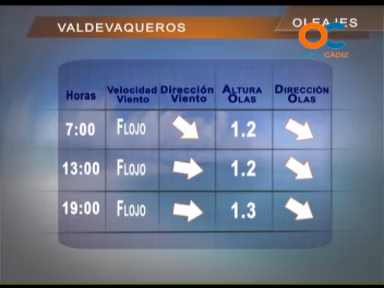 VALDEVAQUEROS
OLEAJES
OC
CÁDIZ
Horas Velocidad Viento Dirección Viento ALTURA OLAS DIRECCIÓN OLAS
7:00 FLOJO 1.2
13:00 FLOJO 1.2
19:00 FLOJO 1.3